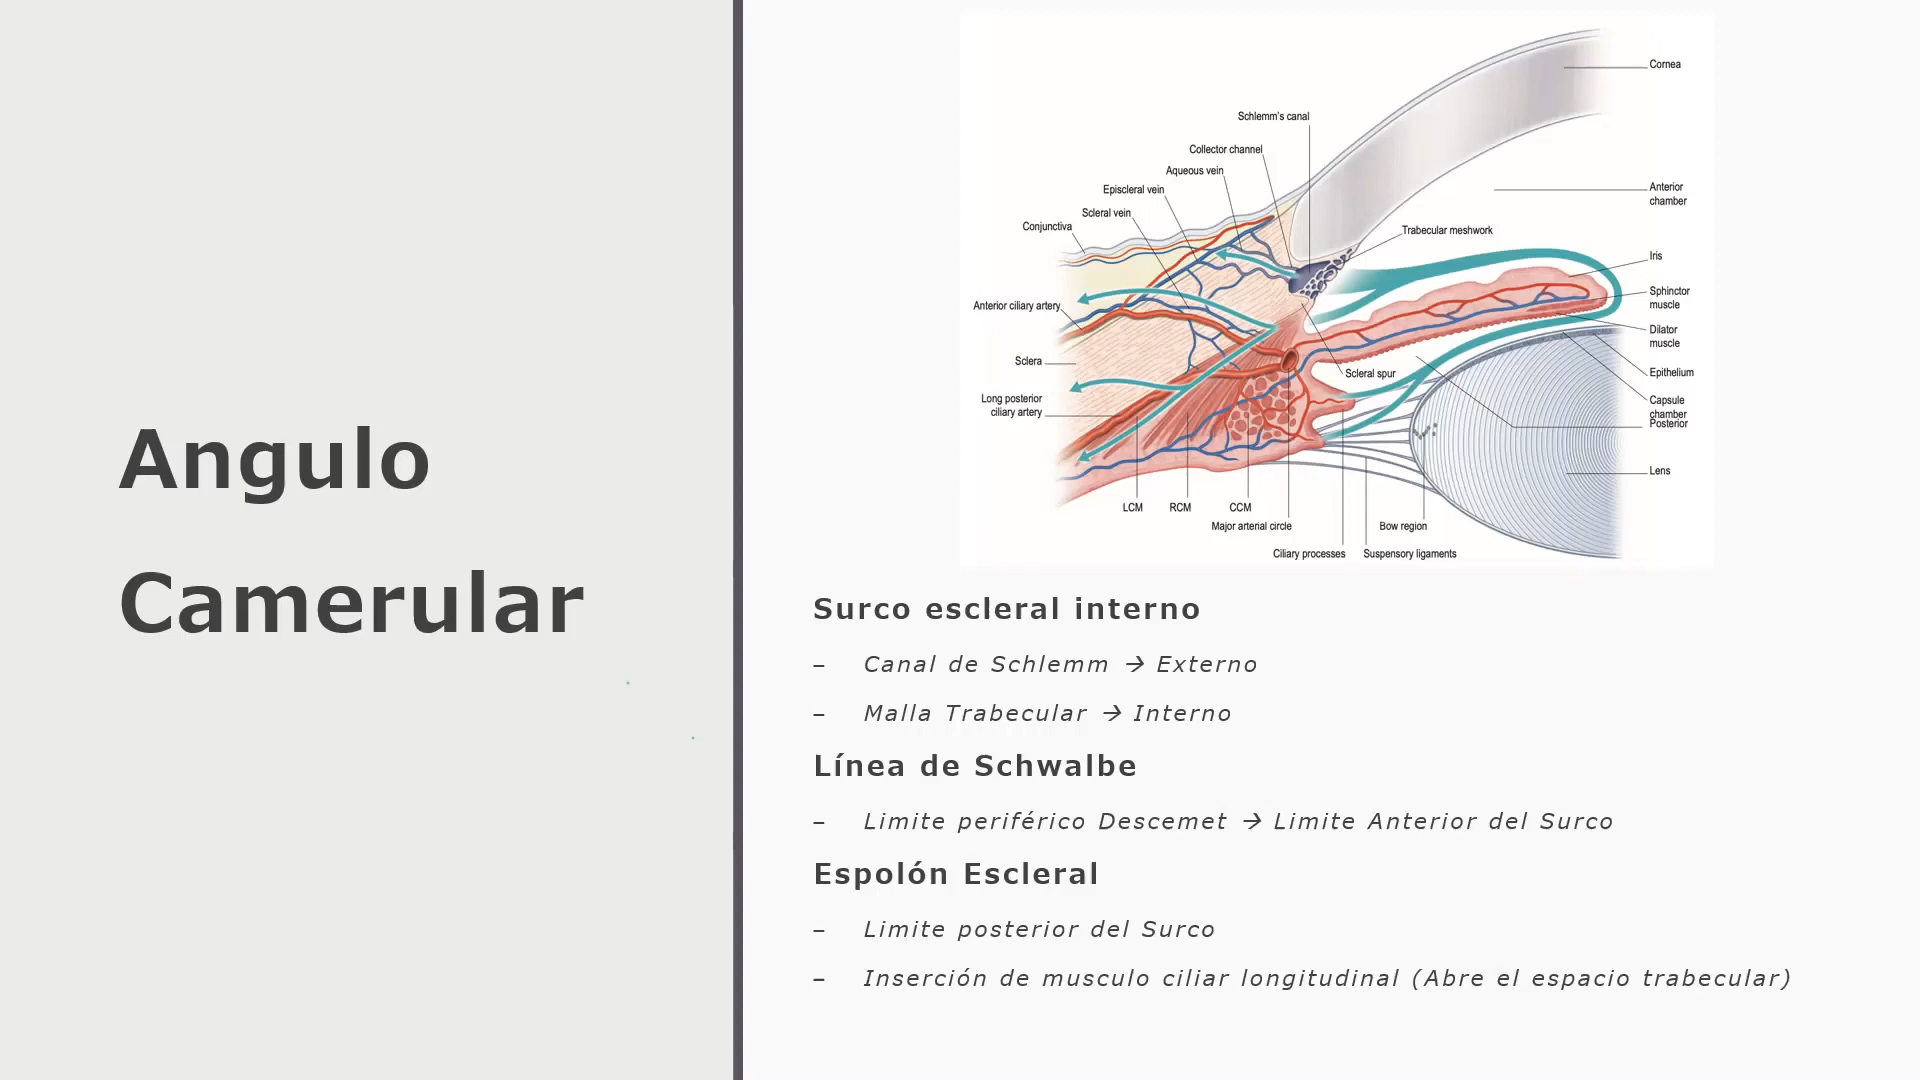 Angulo
Camerular
Cornea
Schlemm's canal
Collector channel
Aqueous vein
Episcleral vein
Scleral vein
Conjunctiva
Anterior
chamber
Trabecular meshwork
Iris
Sphinctor
muscle
Anterior ciliary artery
Dilator
muscle
Sclera
Scleral spur
Epithelium
Long posterior
ciliary artery
Capsule
chamber
Posterior
Lens
LCM
RCM
CCM
Major arterial circle
Bow region
Ciliary processes
Suspensory ligaments
Surco escleral interno
– Canal de Schlemm → Externo
– Malla Trabecular → Interno
Línea de Schwalbe
– Limite periférico Descemet → Limite Anterior del Surco
Espolón Escleral
– Limite posterior del Surco
– Inserción de musculo ciliar longitudinal (Abre el espacio trabecular)